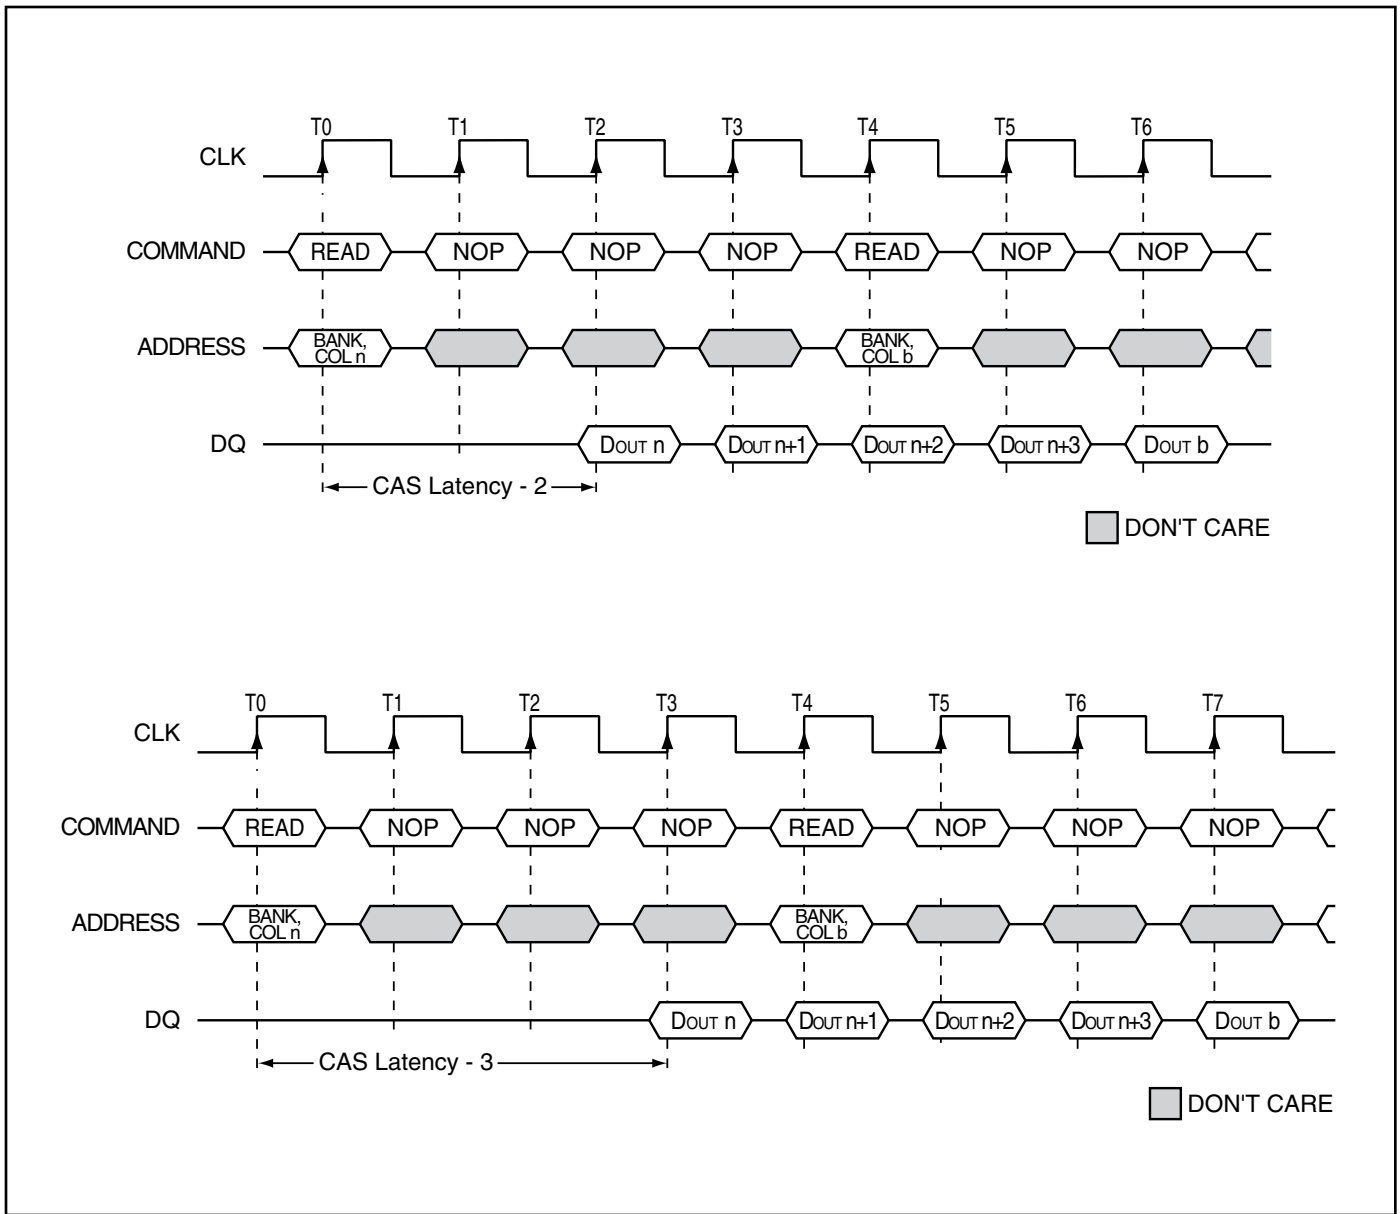 T0 T1 T2 T3 T4 T5 T6
CLK
COMMAND READ NOP NOP NOP READ NOP NOP
ADDRESS BANK, COL n BANK, COL b
DQ DOUT n DOUT n+1 DOUT n+2 DOUT n+3 DOUT b
CAS Latency - 2
DON'T CARE
T0 T1 T2 T3 T4 T5 T6 T7
CLK
COMMAND READ NOP NOP NOP READ NOP NOP NOP
ADDRESS BANK, COL n BANK, COL b
DQ DOUT n DOUT n+1 DOUT n+2 DOUT n+3 DOUT b
CAS Latency - 3
DON'T CARE